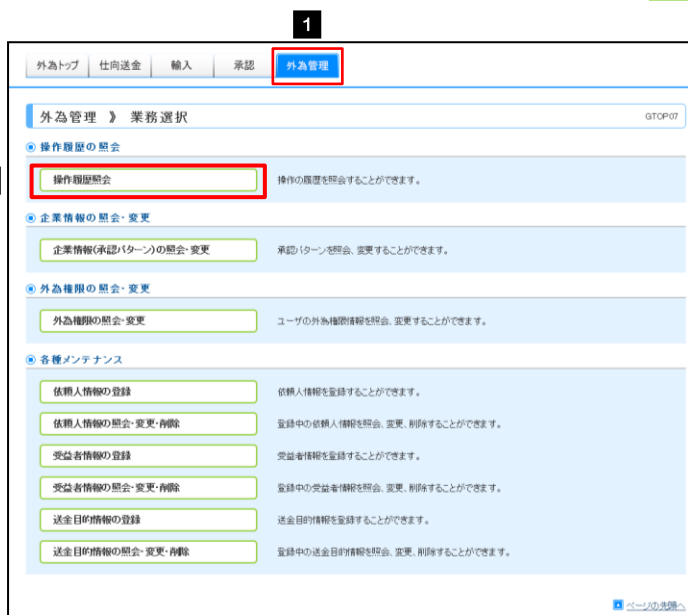 1
外為トップ 仕向送金 輸入 承認 外為管理
外為管理 》 業務選択 GTOP07
操作履歴の照会
操作履歴照会 操作の履歴を照会することができます。
企業情報の照会・変更
企業情報(承認パターン)の照会・変更 承認パターンを照会、変更することができます。
外為権限の照会・変更
外為権限の照会・変更 ユーザの外為権限情報を照会、変更することができます。
各種メンテナンス
依頼人情報の登録 依頼人情報を登録することができます。
依頼人情報の照会・変更・削除 登録中の依頼人情報を照会、変更、削除することができます。
受益者情報の登録 受益者情報を登録することができます。
受益者情報の照会・変更・削除 登録中の受益者情報を照会、変更、削除することができます。
送金目的情報の登録 送金目的情報を登録することができます。
送金目的情報の照会・変更・削除 登録中の送金目的情報を照会、変更、削除することができます。
ページの先頭へ